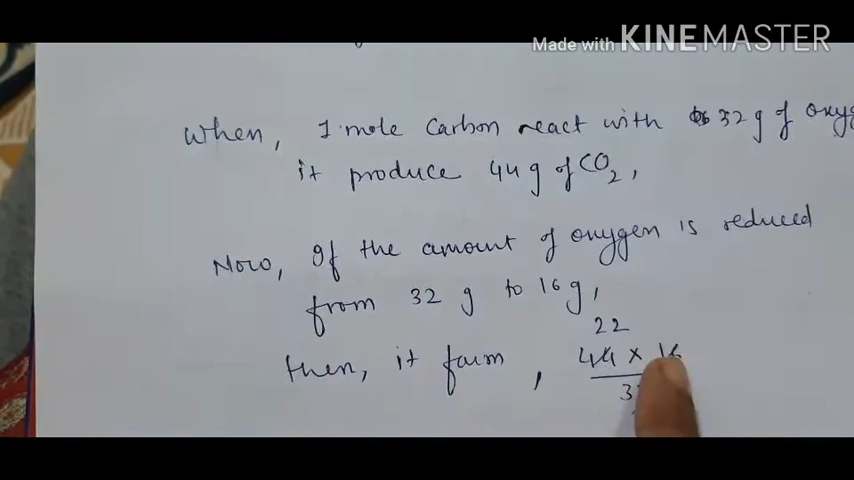 Made with KINEMASTER
When, 1 mole Carbon react with 32 g of oxyg
it produce 44 g of CO2,
Now, If the amount of oxygen is reduced
from 32 g to 16 g,
22
then, it farm , 44 × 16
3